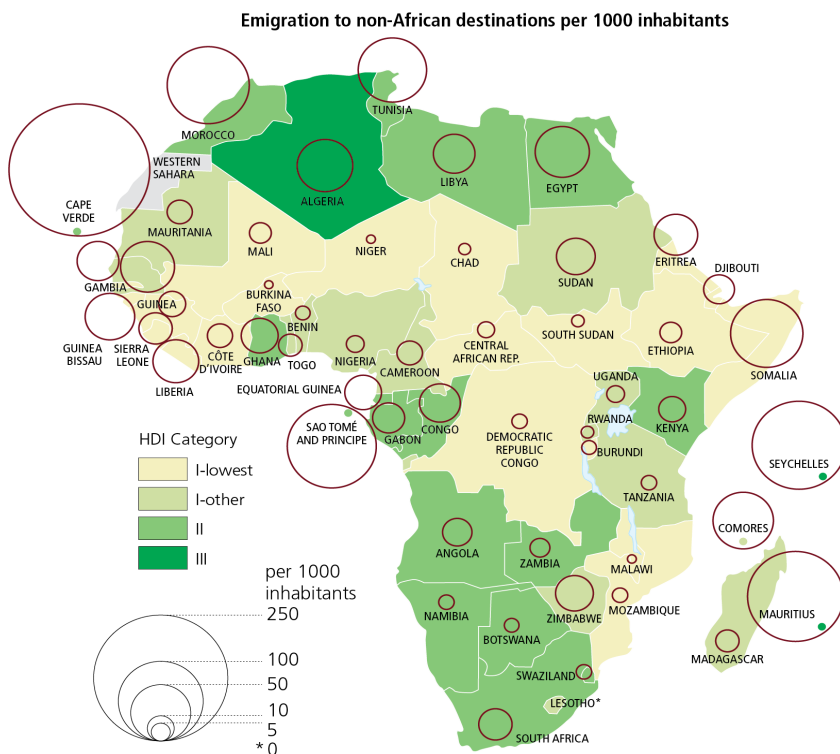 Emigration to non-African destinations per 1000 inhabitants
TUNISIA
MOROCCO
WESTERN
SAHARA
ALGERIA
LIBYA
EGYPT
CAPE
VERDE
MAURITANIA
MALI
NIGER
CHAD
SUDAN
ERITREA
DJIBOUTI
GAMBIA
GUINEA
BURKINA
FASO
BENIN
GUINEA
BISSAU
SIERRA
LEONE
CÔTE
D'IVOIRE
GHANA
TOGO
NIGERIA
CAMEROON
CENTRAL
AFRICAN REP.
SOUTH SUDAN
ETHIOPIA
SOMALIA
LIBERIA
EQUATORIAL GUINEA
UGANDA
SAO TOMÉ
AND PRINCIPE
GABON
CONGO
RWANDA
KENYA
DEMOCRATIC
REPUBLIC
CONGO
BURUNDI
SEYCHELLES
TANZANIA
HDI Category
I-lowest
I-other
II
III
COMORES
ANGOLA
ZAMBIA
MALAWI
per 1000
inhabitants
250
100
50
10
5
* 0
NAMIBIA
BOTSWANA
ZIMBABWE
MOZAMBIQUE
MAURITIUS
MADAGASCAR
SWAZILAND
LESOTHO*
SOUTH AFRICA